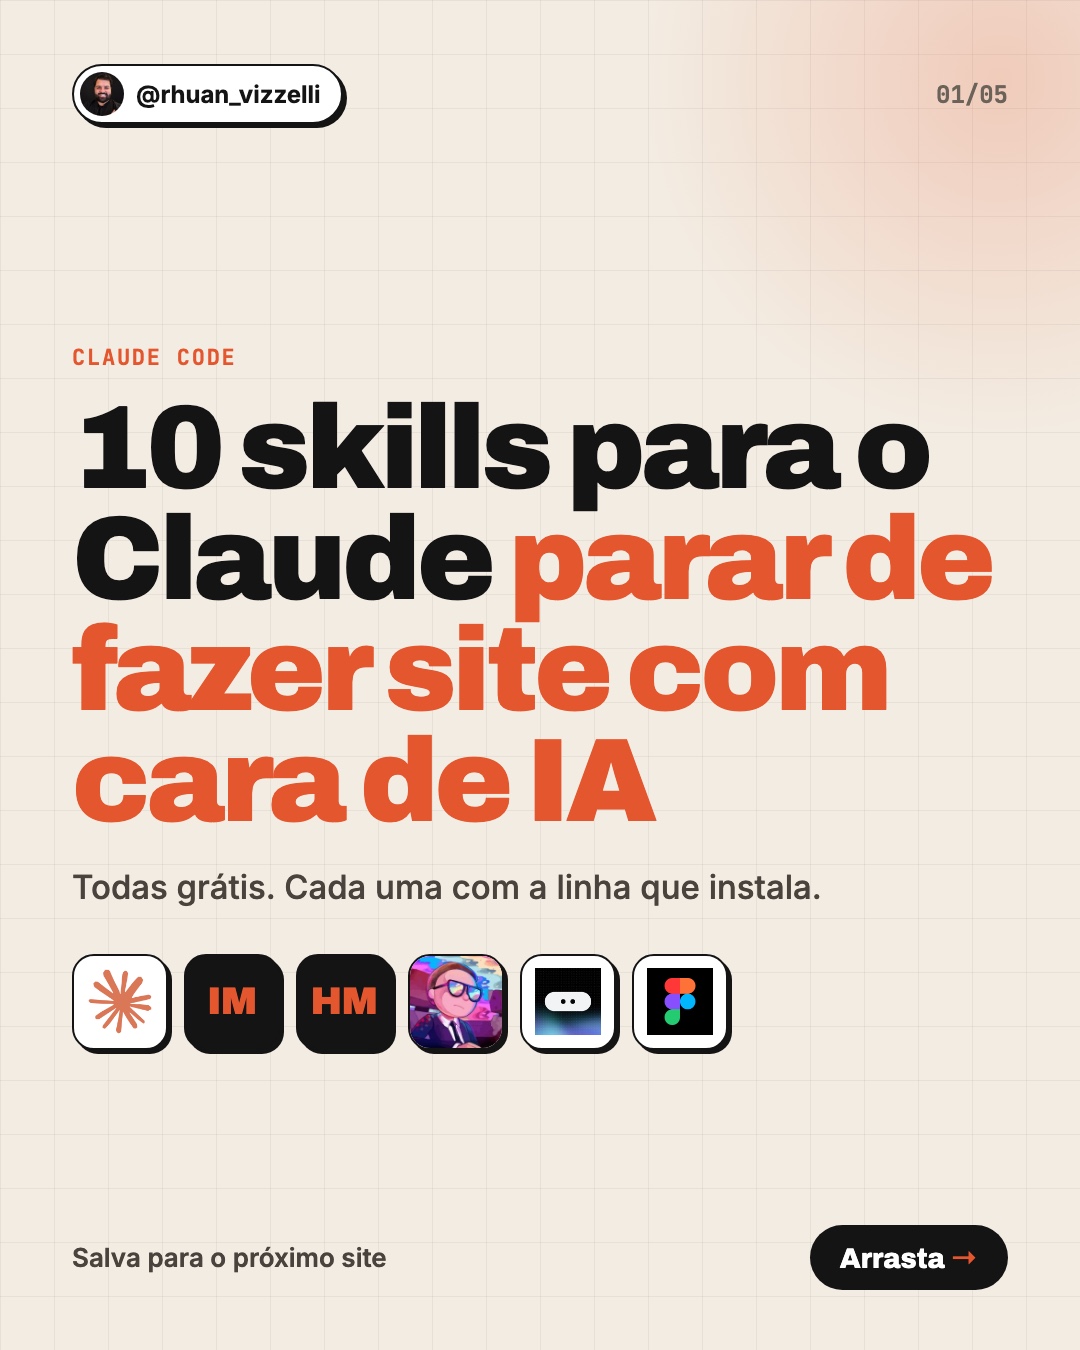 @rhuan_vizzelli
01/05
CLAUDE CODE
10 skills para o
Claude parar de
fazer site com
cara de IA
Todas grátis. Cada uma com a linha que instala.
IM
HM
Salva para o próximo site
Arrasta →